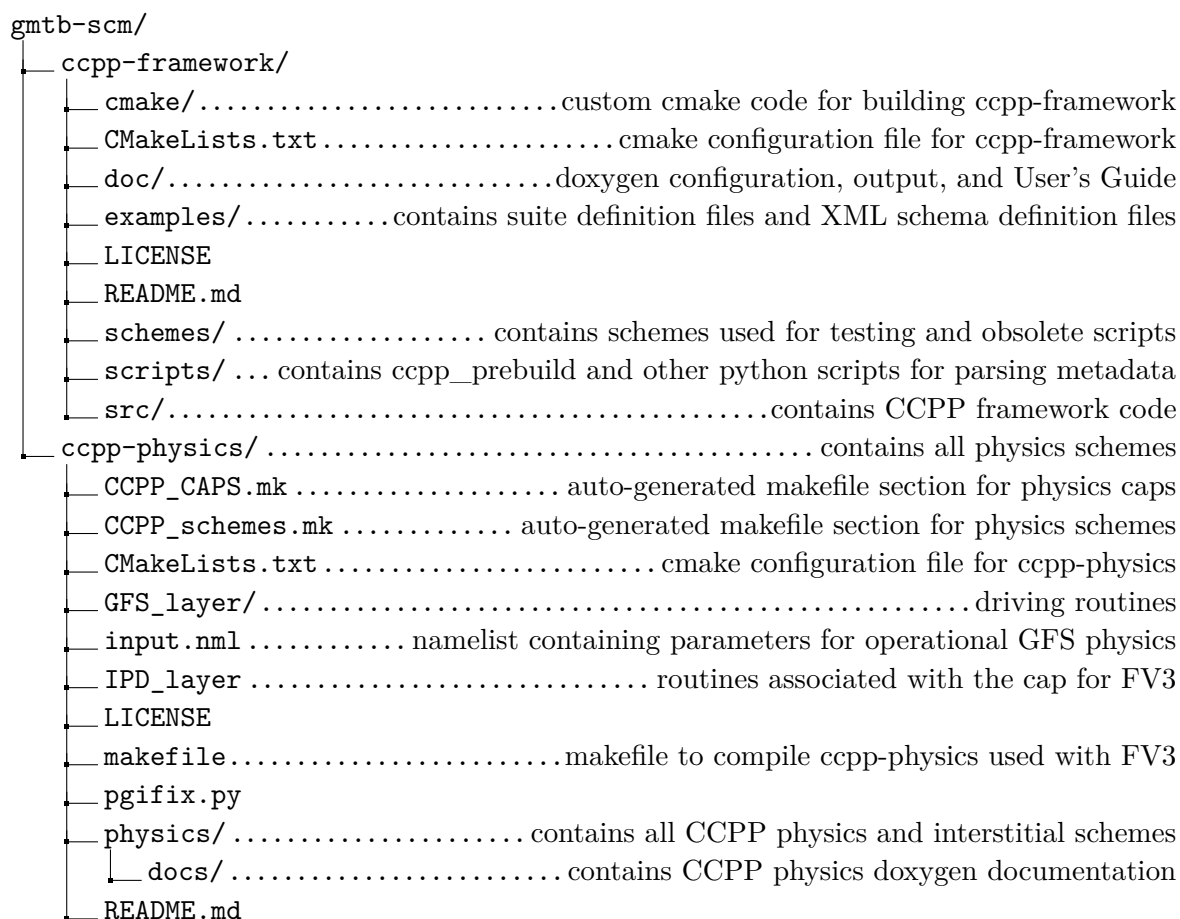 gmtb-scm/
ccpp-framework/
cmake/...........................custom cmake code for building ccpp-framework
CMakeLists.txt......................cmake configuration file for ccpp-framework
doc/.............................doxygen configuration, output, and User's Guide
examples/...........contains suite definition files and XML schema definition files
LICENSE
README.md
schemes/ ................... contains schemes used for testing and obsolete scripts
scripts/ ... contains ccpp_prebuild and other python scripts for parsing metadata
src/.............................................contains CCPP framework code
ccpp-physics/ ......................................... contains all physics schemes
CCPP_CAPS.mk .................... auto-generated makefile section for physics caps
CCPP_schemes.mk ............. auto-generated makefile section for physics schemes
CMakeLists.txt.........................cmake configuration file for ccpp-physics
GFS_layer/.....................................................driving routines
input.nml ............ namelist containing parameters for operational GFS physics
IPD_layer .............................. routines associated with the cap for FV3
LICENSE
makefile.........................makefile to compile ccpp-physics used with FV3
pgifix.py
physics/ ...................... contains all CCPP physics and interstitial schemes
docs/.........................contains CCPP physics doxygen documentation
README.md